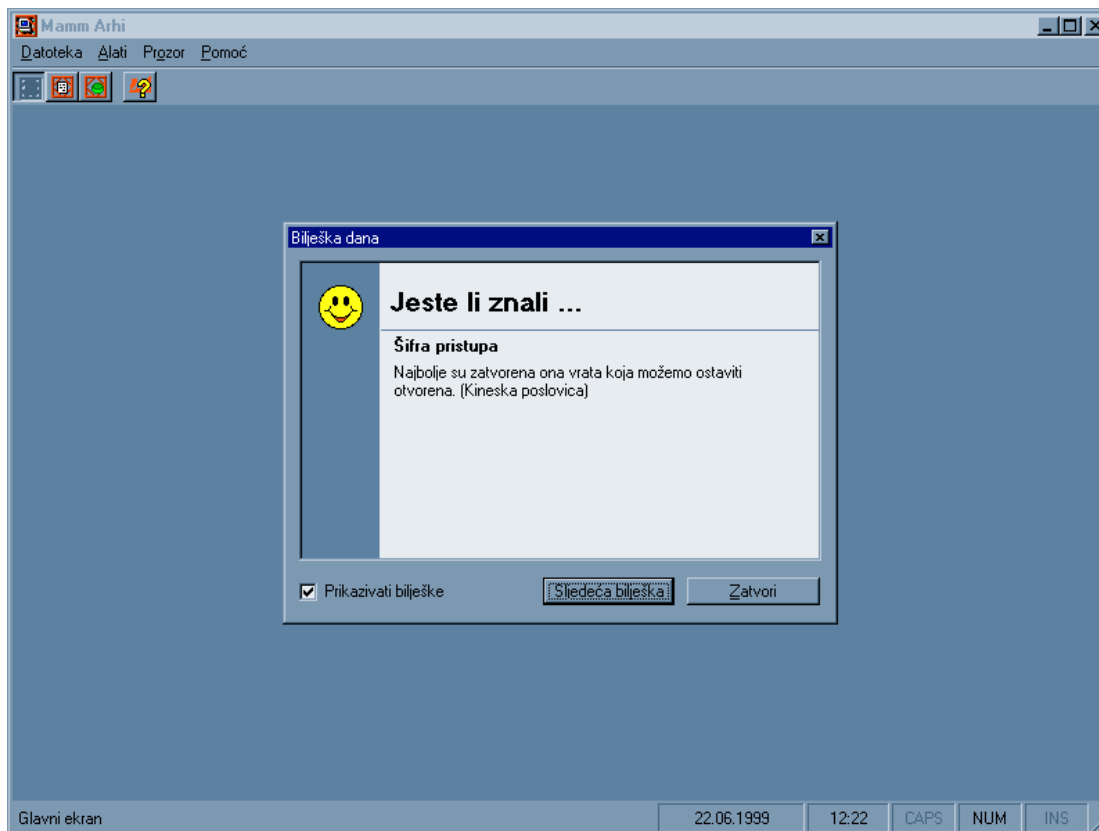 Mamm Arhi
Datoteka Alati Prozor Pomoć
Bilješka dana
Jeste li znali ...
Šifra pristupa
Najbolje su zatvorena ona vrata koja možemo ostaviti
otvorena. (Kineska poslovica)
Prikazivati bilješke Sljedeća bilješka Zatvori
Glavni ekran 22.06.1999 12:22 CAPS NUM INS